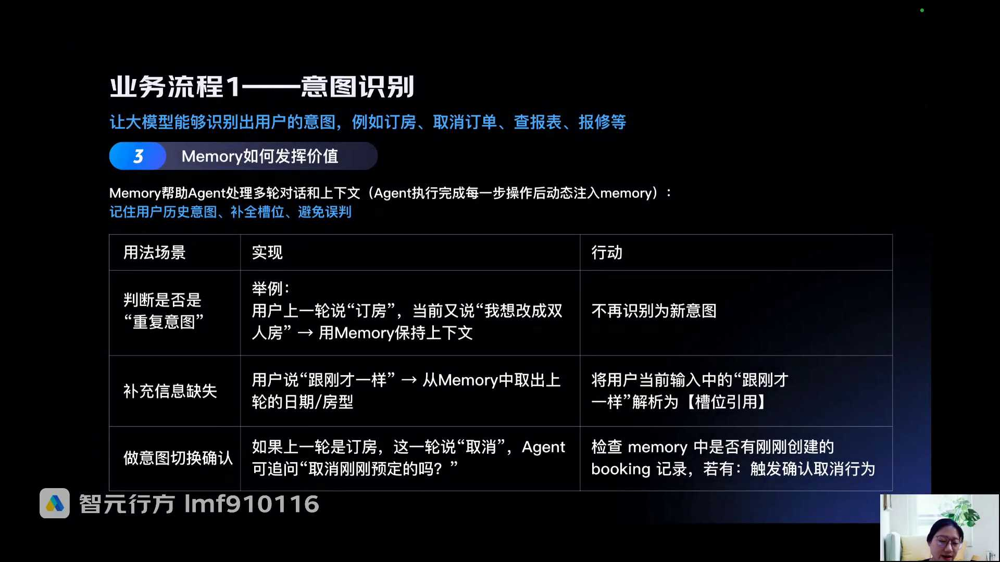 业务流程1——意图识别
让大模型能够识别出用户的意图，例如订房、取消订单、查报表、报修等
3 Memory如何发挥价值
Memory帮助Agent处理多轮对话和上下文（Agent执行完成每一步操作后动态注入memory）：
记住用户历史意图、补全槽位、避免误判
用法场景 实现 行动
判断是否是
“重复意图”
举例：
用户上一轮说“订房”，当前又说“我想改成双
人房” → 用Memory保持上下文
不再识别为新意图
补充信息缺失
用户说“跟刚才一样” → 从Memory中取出上
轮的日期/房型
将用户当前输入中的“跟刚才
一样”解析为【槽位引用】
做意图切换确认
如果上一轮是订房，这一轮说“取消”，Agent
可追问“取消刚刚预定的吗？”
检查 memory 中是否有刚刚创建的
booking 记录，若有：触发确认取消行为
智元行方 lmf910116